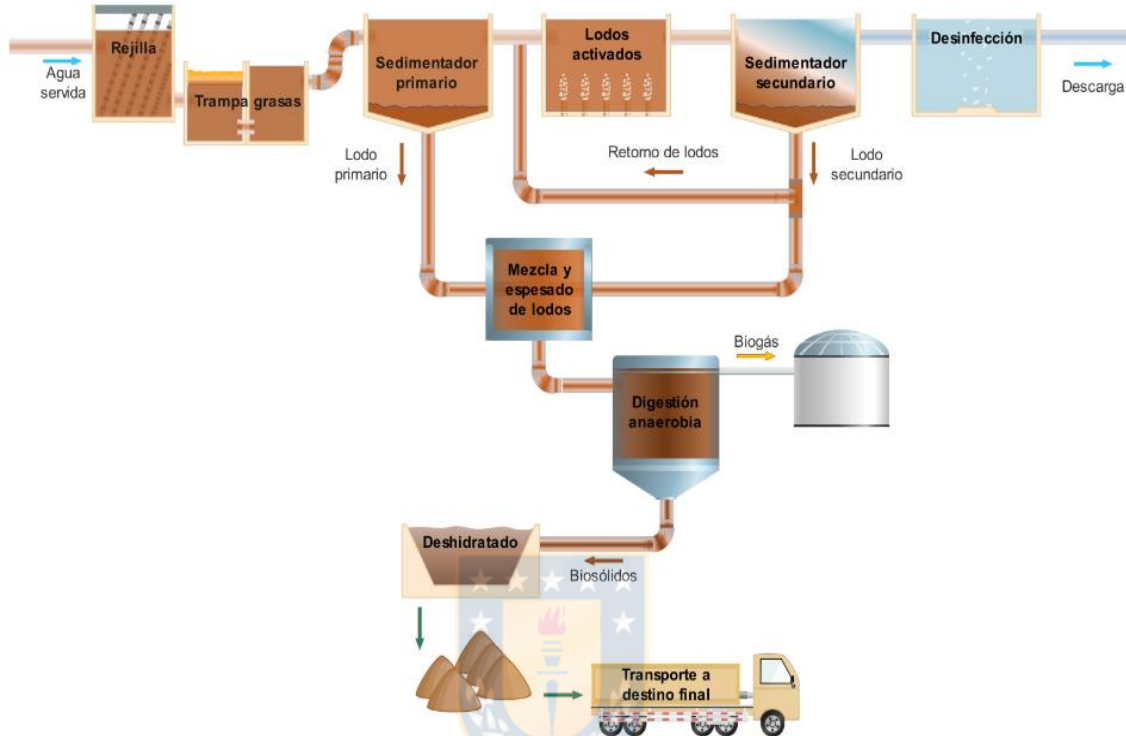 Rejilla
Agua
servida
Trampa grasas
Sedimentador
primario
Lodos
activados
Sedimentador
secundario
Desinfección
Descarga
Lodo
primario
Retorno de lodos
Lodo
secundario
Mezcla y
espesado
de lodos
Biogás
Digestión
anaerobia
Deshidratado
Biosólidos
Transporte a
destino final